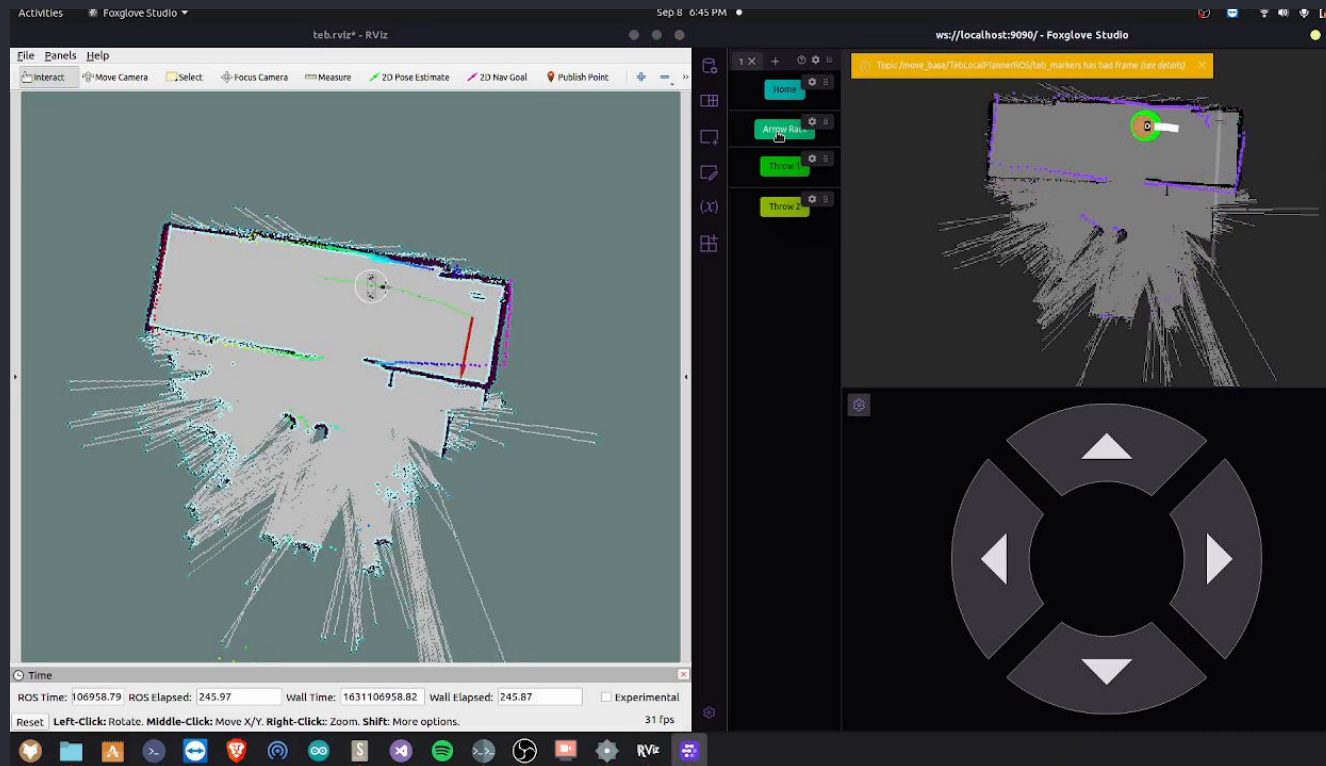 Activities
Foxglove Studio
Sep 8 6:45 PM
teb.rviz* - RViz
File Panels Help
Interact
Move Camera
Select
Focus Camera
Measure
2D Pose Estimate
2D Nav Goal
Publish Point
»
Time
ROS Time: 106958.79 ROS Elapsed: 245.97 Wall Time: 1631106958.82 Wall Elapsed: 245.87 Experimental
Reset Left-Click: Rotate. Middle-Click: Move X/Y. Right-Click:: Zoom. Shift: More options. 31 fps
RViz
ws://localhost:9090/ - Foxglove Studio
(x)
1
Home
Arrow
Throw 1
Throw 2
Topic /move_base/TebLocalPlannerROS/teb_markers has bad frame (see details)